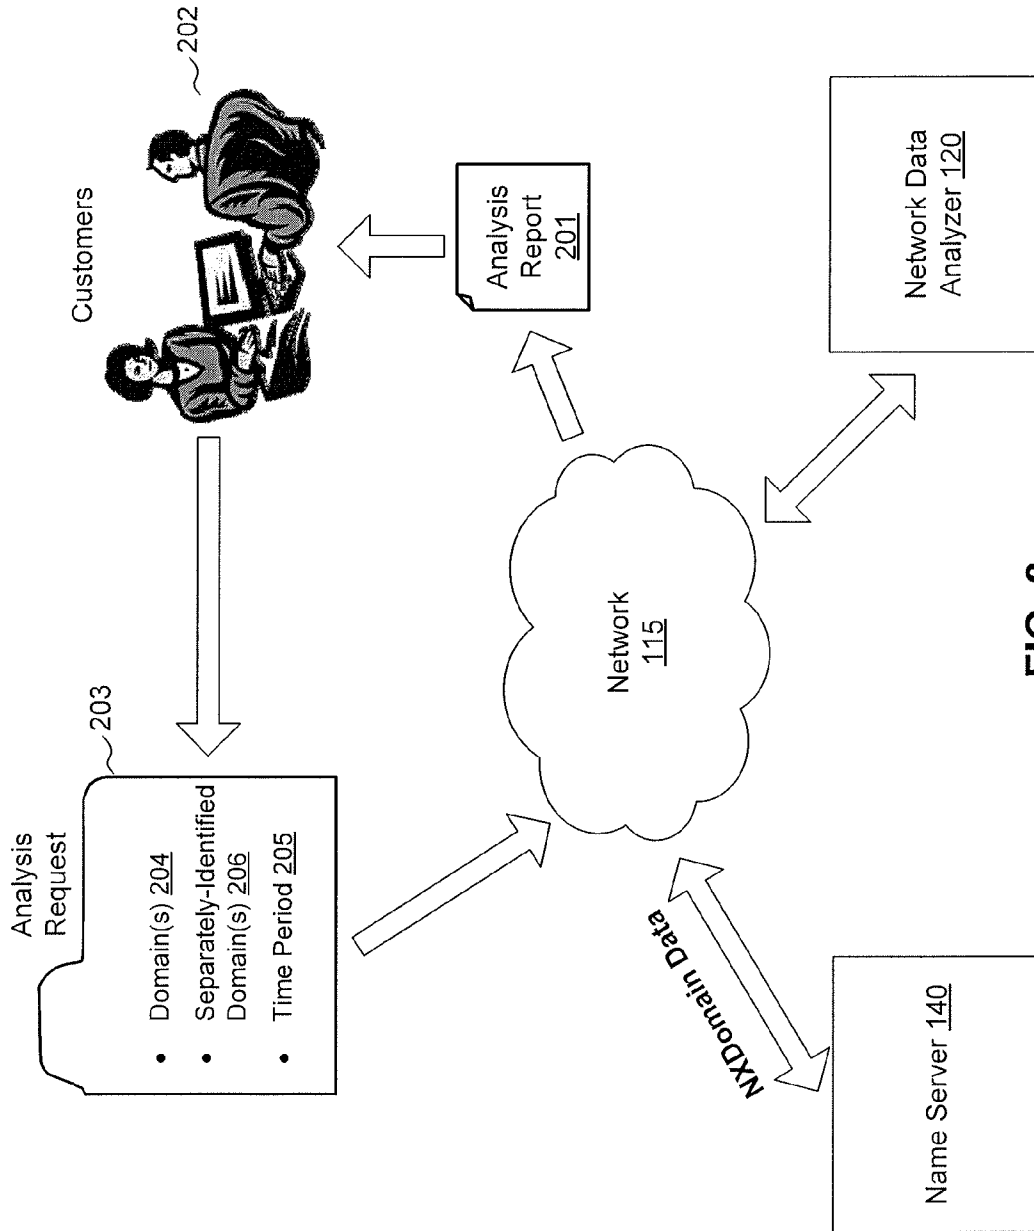 Analysis
Request
203
• Domain(s) 204
• Separately-Identified
Domain(s) 206
• Time Period 205
Customers
202
Analysis
Report
201
Network
115
NXDomain Data
Name Server 140
Network Data
Analyzer 120
FIG.